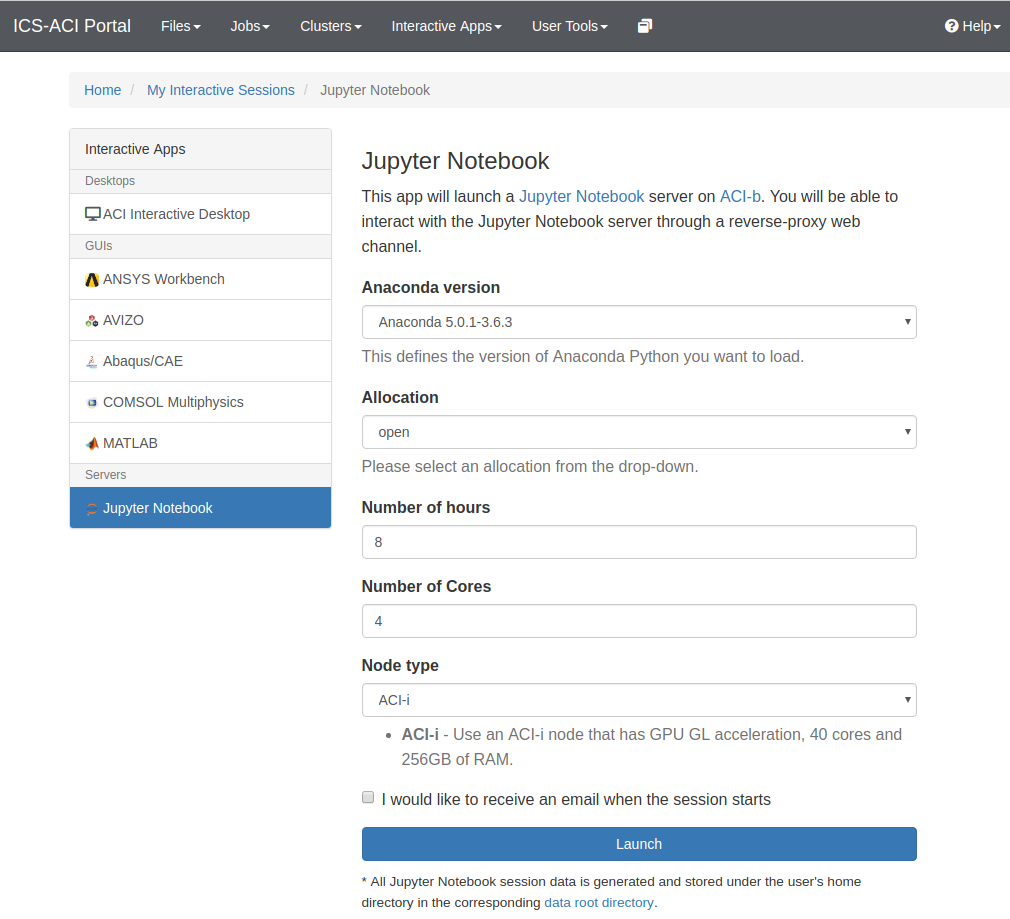 ICS-ACI Portal Files Jobs Clusters Interactive Apps User Tools Help
Home / My Interactive Sessions / Jupyter Notebook
Interactive Apps
Desktops
ACI Interactive Desktop
GUIs
ANSYS Workbench
AVIZO
Abaqus/CAE
COMSOL Multiphysics
MATLAB
Servers
Jupyter Notebook
Jupyter Notebook
This app will launch a Jupyter Notebook server on ACI-b. You will be able to
interact with the Jupyter Notebook server through a reverse-proxy web
channel.
Anaconda version
Anaconda 5.0.1-3.6.3
This defines the version of Anaconda Python you want to load.
Allocation
open
Please select an allocation from the drop-down.
Number of hours
8
Number of Cores
4
Node type
ACI-i
• ACI-i - Use an ACI-i node that has GPU GL acceleration, 40 cores and
256GB of RAM.
I would like to receive an email when the session starts
Launch
* All Jupyter Notebook session data is generated and stored under the user's home
directory in the corresponding data root directory.